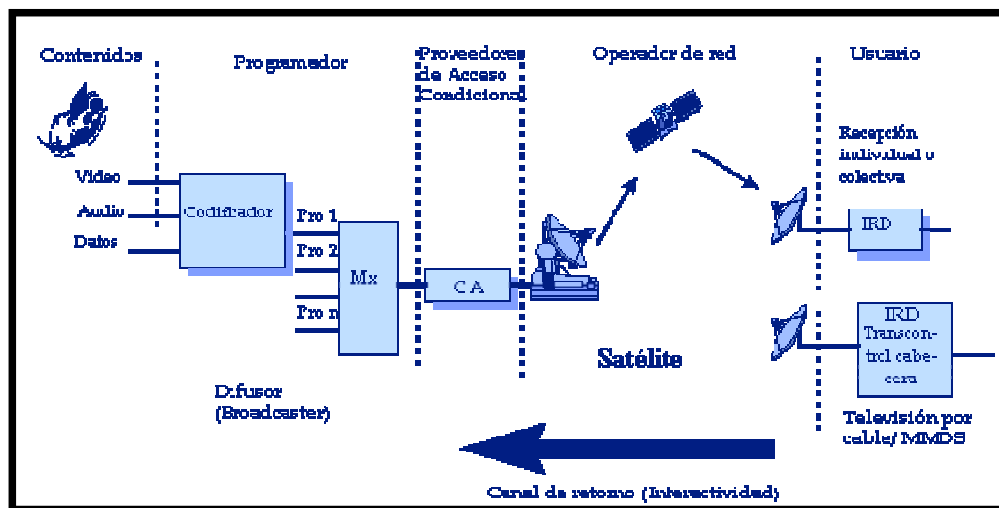 Contenidos
Programador
Proveedores
de Acceso
Condicional
Operador de red
Usuario
Vídeo
Audio
Datos
Codificador
Pro 1
Pro 2
Pro n
Mx
CA
Recepción
individual o
colectiva
IRD
IRD
Transcon-
trol cabe-
cera
Satélite
Difusor
(Broadcaster)
Televisión por
cable/ MMDS
Canal de retorno (Interactividad)